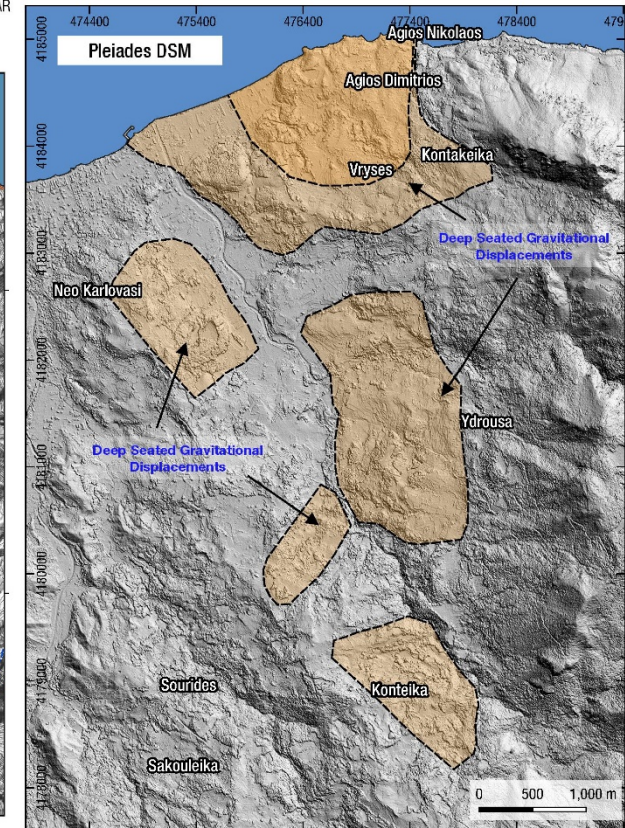 AR
474400
475400
476400
477400
478400
479
4185000
Pleiades DSM
Agios Nikolaos
Agios Dimitrios
4184000
Kontakeika
Vryses
4183000
Deep Seated Gravitational
Displacements
Neo Karlovasi
4182000
Ydrousa
4181000
Deep Seated Gravitational
Displacements
4180000
4179000
Sourides
Konteika
Sakouleika
4178000
0 500 1,000 m